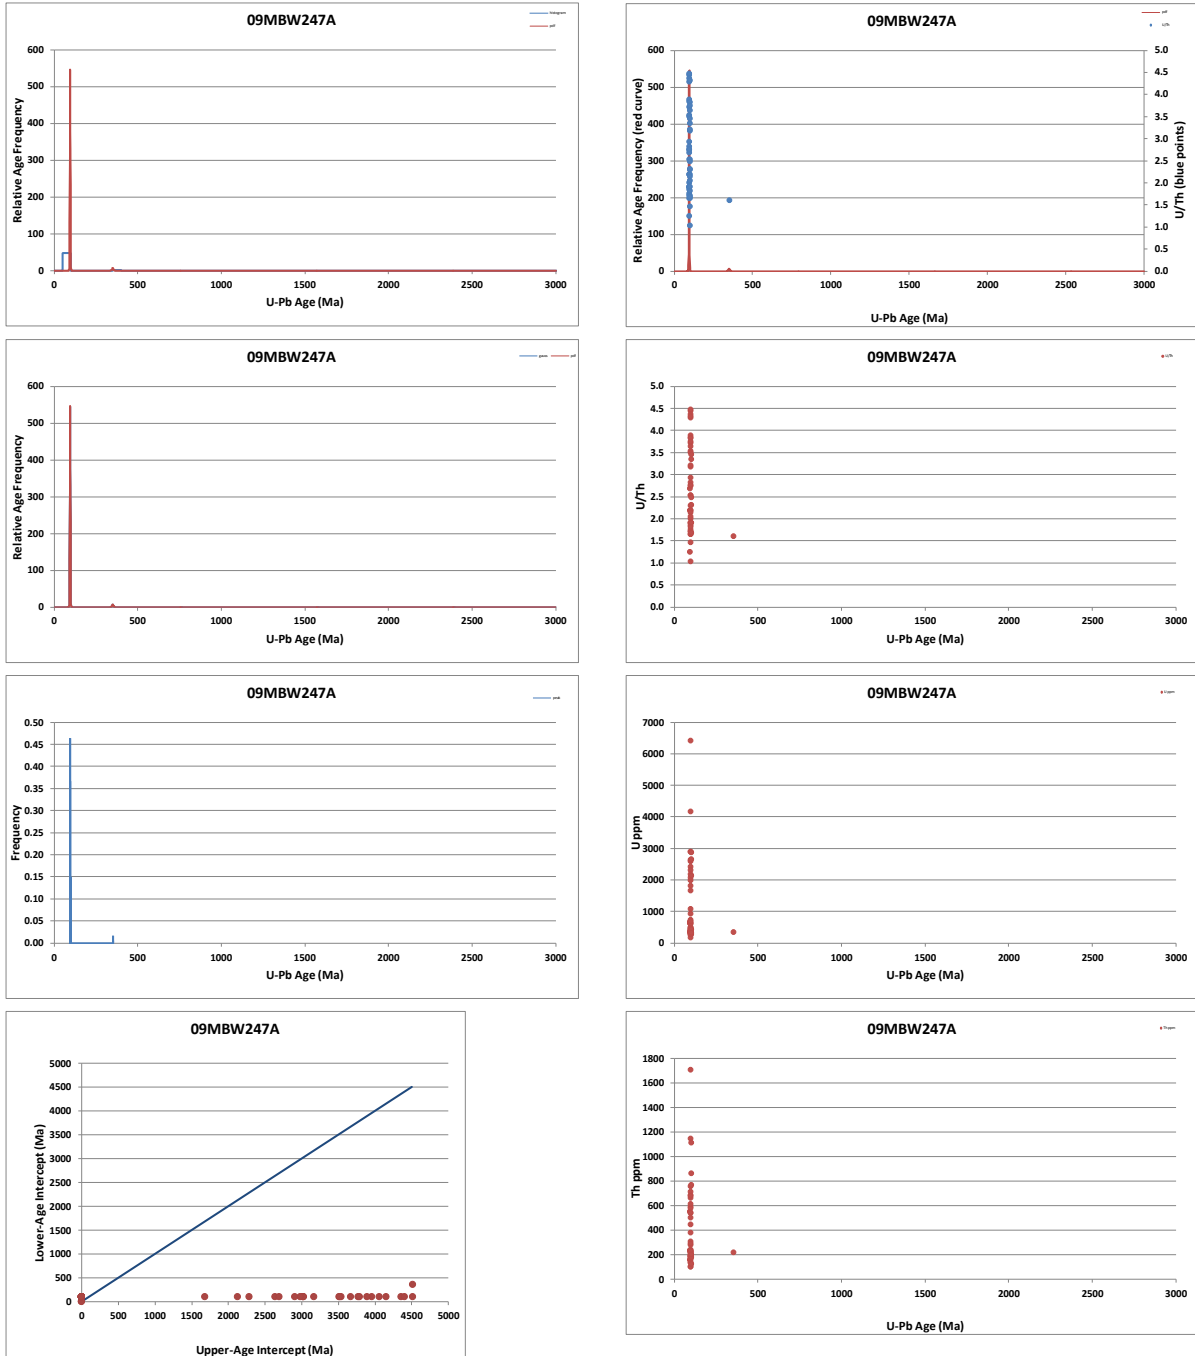 09MBW247A
histogram
pdf
Relative Age Frequency
600
500
400
300
200
100
0
0 500 1000 1500 2000 2500 3000
U-Pb Age (Ma)
09MBW247A
pdf
U/Th
Relative Age Frequency (red curve)
600
500
400
300
200
100
0
5.0
4.5
4.0
3.5
3.0
2.5
2.0
1.5
1.0
0.5
0.0
U/Th (blue points)
0 500 1000 1500 2000 2500 3000
U-Pb Age (Ma)
09MBW247A
gauss pdf
Relative Age Frequency
600
500
400
300
200
100
0
0 500 1000 1500 2000 2500 3000
U-Pb Age (Ma)
09MBW247A
U/Th
U/Th
5.0
4.5
4.0
3.5
3.0
2.5
2.0
1.5
1.0
0.5
0.0
0 500 1000 1500 2000 2500 3000
U-Pb Age (Ma)
09MBW247A
Frequency
0.50
0.45
0.40
0.35
0.30
0.25
0.20
0.15
0.10
0.05
0.00
0 500 1000 1500 2000 2500 3000
U-Pb Age (Ma)
09MBW247A
U ppm
U ppm
7000
6000
5000
4000
3000
2000
1000
0
0 500 1000 1500 2000 2500 3000
U-Pb Age (Ma)
09MBW247A
Lower-Age Intercept (Ma)
5000
4500
4000
3500
3000
2500
2000
1500
1000
500
0
0 500 1000 1500 2000 2500 3000 3500 4000 4500 5000
Upper-Age Intercept (Ma)
09MBW247A
Th ppm
Th ppm
1800
1600
1400
1200
1000
800
600
400
200
0
0 500 1000 1500 2000 2500 3000
U-Pb Age (Ma)